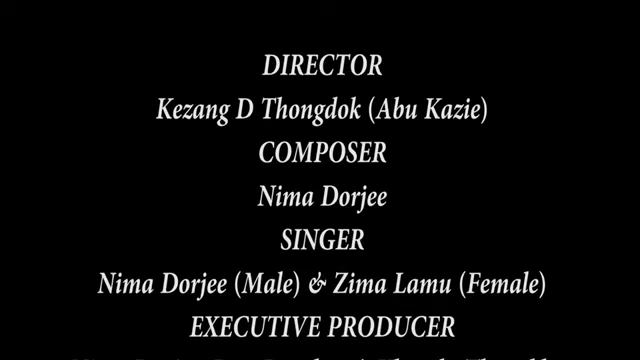 DIRECTOR
Kezang D Thongdok (Abu Kazie)
COMPOSER
Nima Dorjee
SINGER
Nima Dorjee (Male) & Zima Lamu (Female)
EXECUTIVE PRODUCER